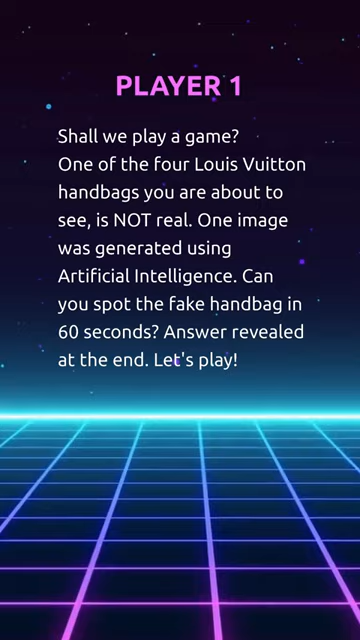 PLAYER 1
Shall we play a game?
One of the four Louis Vuitton
handbags you are about to
see, is NOT real. One image
was generated using
Artificial Intelligence. Can
you spot the fake handbag in
60 seconds? Answer revealed
at the end. Let's play!